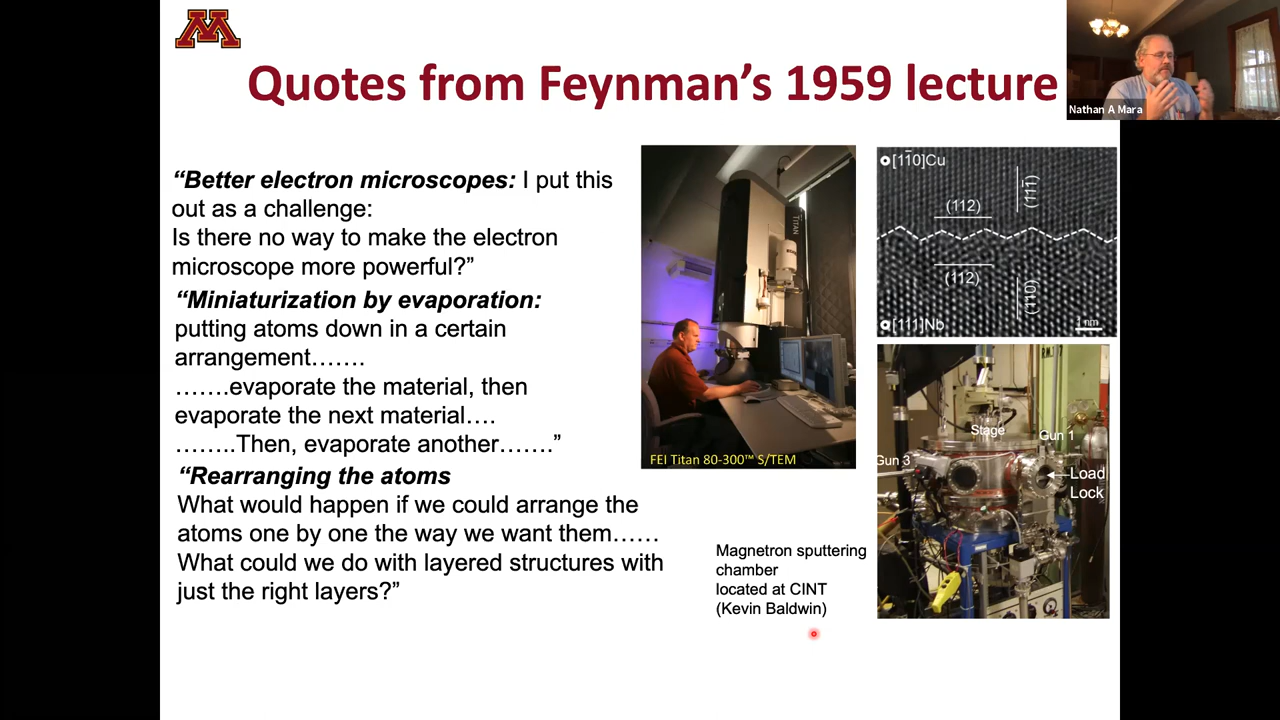 M
Quotes from Feynman’s 1959 lecture
Nathan A Mara
“Better electron microscopes: I put this
out as a challenge:
Is there no way to make the electron
microscope more powerful?”
“Miniaturization by evaporation:
putting atoms down in a certain
arrangement…….
…….evaporate the material, then
evaporate the next material….
……..Then, evaporate another…….”
“Rearranging the atoms
What would happen if we could arrange the
atoms one by one the way we want them……
What could we do with layered structures with
just the right layers?”
TITAN
FEI Titan 80-300™ S/TEM
[11̄0]Cu
(111̄)
(112)
(112)
(1̄10)
[111]Nb
1 nm
Stage
Gun 1
Gun 3
Load
Lock
Magnetron sputtering
chamber
located at CINT
(Kevin Baldwin)